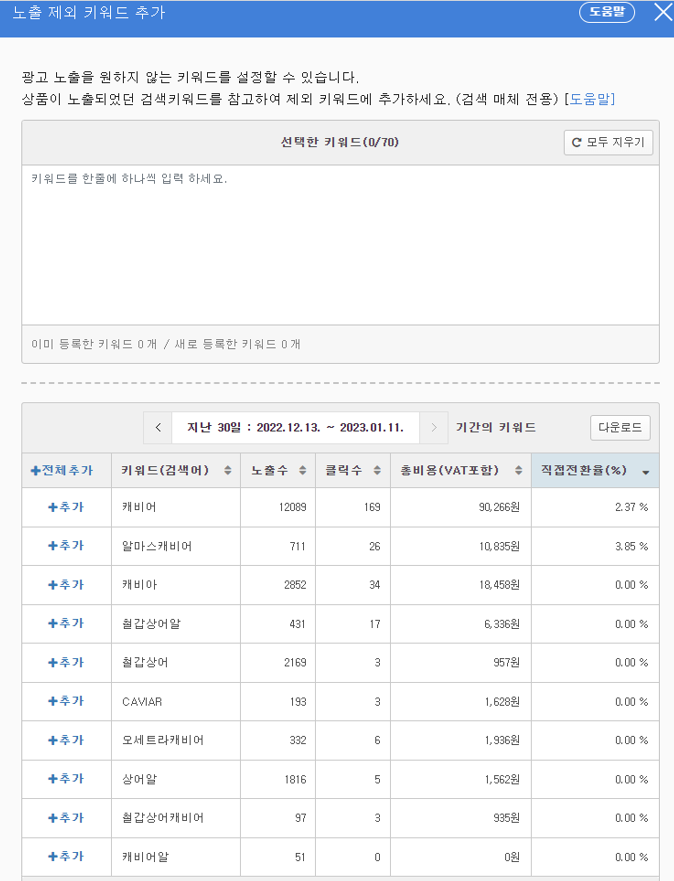 노출 제외 키워드 추가 도움말
광고 노출을 원하지 않는 키워드를 설정할 수 있습니다.
상품이 노출되었던 검색키워드를 참고하여 제외 키워드에 추가하세요. (검색 매체 전용) [도움말]
선택한 키워드(0/70) 모두 지우기
키워드를 한줄에 하나씩 입력 하세요.
이미 등록한 키워드 0개 / 새로 등록한 키워드 0개
지난 30일 : 2022.12.13. ~ 2023.01.11. 기간의 키워드 다운로드
+전체추가 키워드(검색어) 노출수 클릭수 총비용(VAT포함) 직접전환율(%)
+추가 캐비어 12089 169 90,266원 2.37 %
+추가 알마스캐비어 711 26 10,835원 3.85 %
+추가 캐비아 2852 34 18,458원 0.00 %
+추가 철갑상어알 431 17 6,336원 0.00 %
+추가 철갑상어 2169 3 957원 0.00 %
+추가 CAVIAR 193 3 1,628원 0.00 %
+추가 오세트라캐비어 332 6 1,936원 0.00 %
+추가 상어알 1816 5 1,562원 0.00 %
+추가 철갑상어캐비어 97 3 935원 0.00 %
+추가 캐비어알 51 0 0원 0.00 %